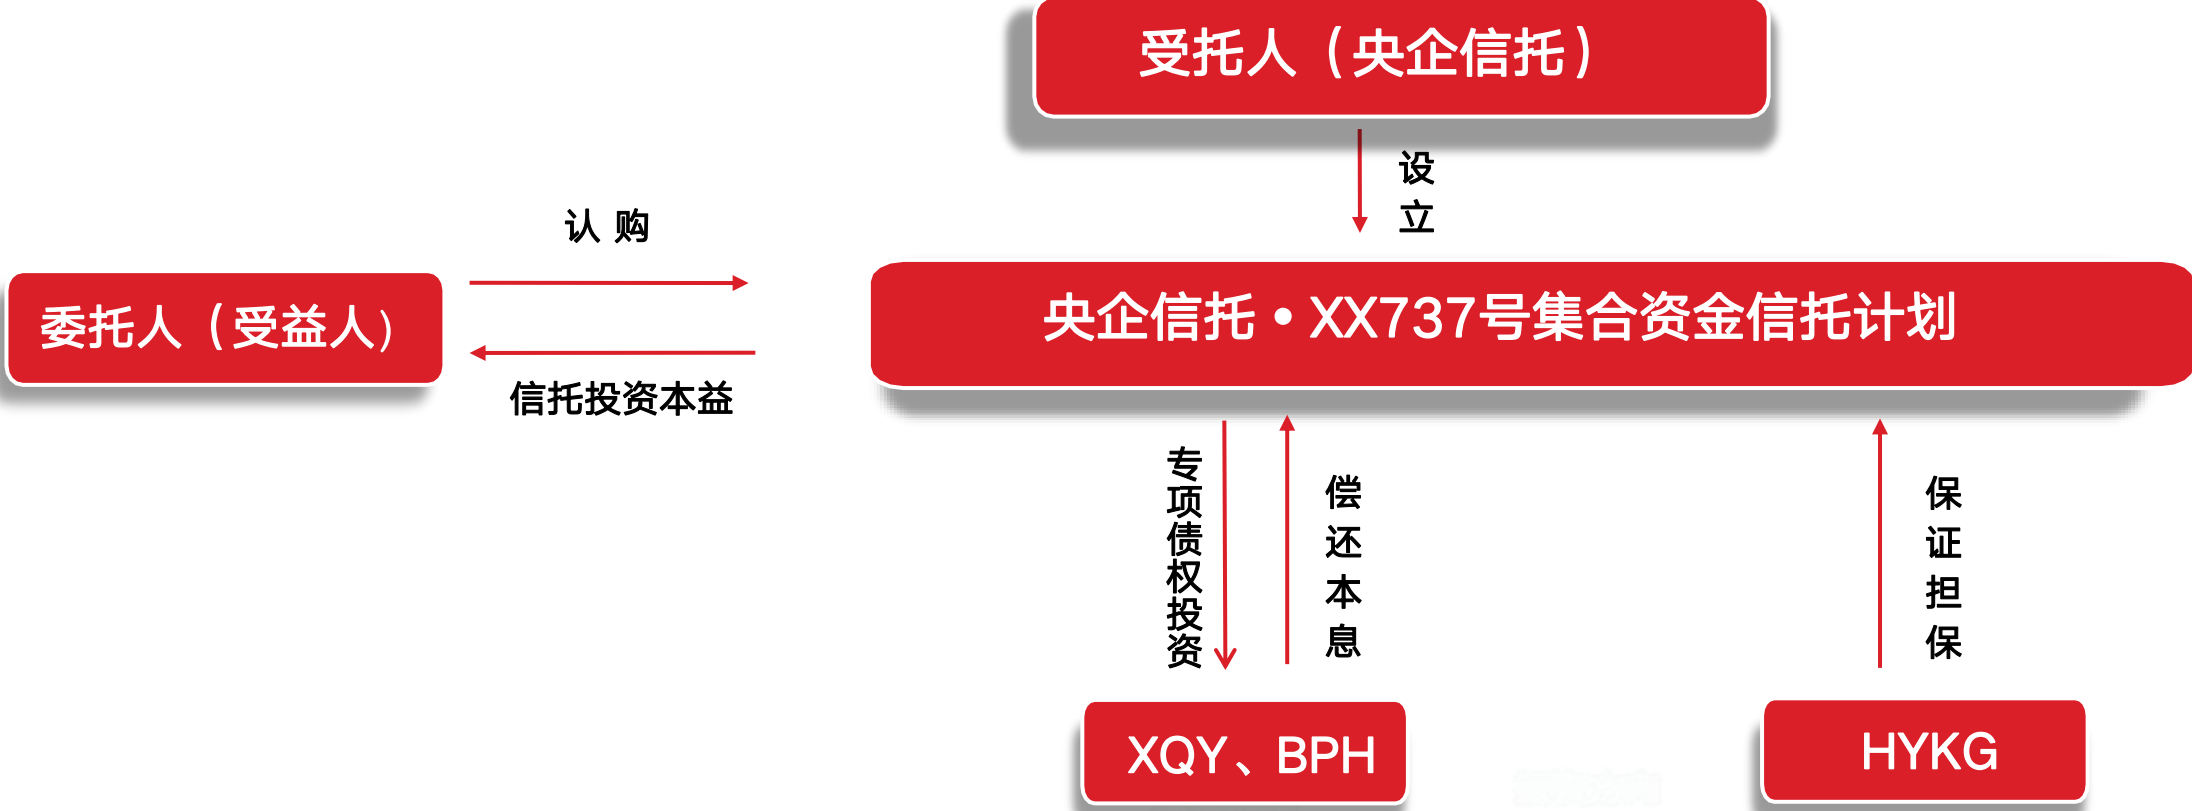 受托人（央企信托）
设立
认 购
委托人（受益人）
央企信托•XX737号集合资金信托计划
信托投资本益
专项债权投资
偿还本息
保证担保
XQY、BPH
HYKG